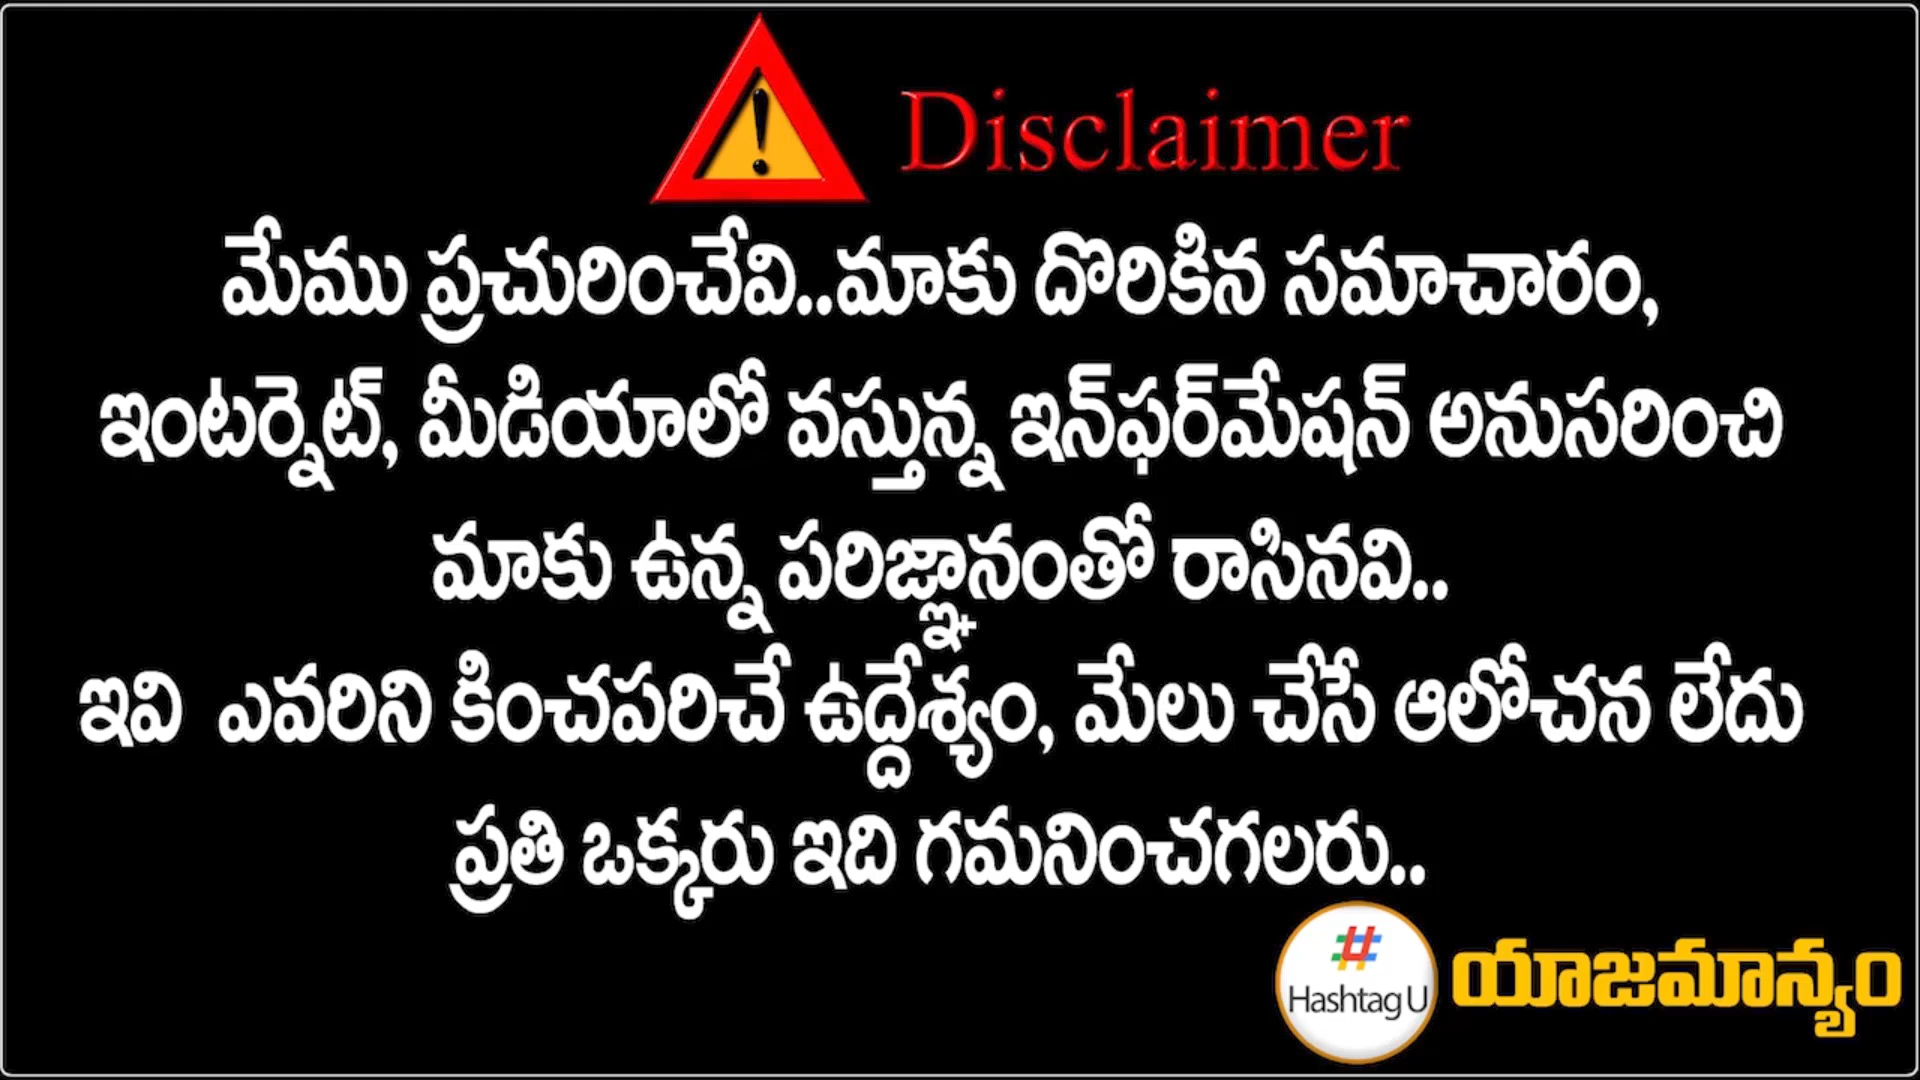 Disclaimer
మేము ప్రచురించేవి..మాకు దొరికిన సమాచారం,
ఇంటర్నెట్, మీడియాలో వస్తున్న ఇన్‌ఫర్‌మేషన్ అనుసరించి
మాకు ఉన్న పరిజ్ఞానంతో రాసినవి..
ఇవి ఎవరిని కించపరిచే ఉద్దేశ్యం, మేలు చేసే ఆలోచన లేదు
ప్రతి ఒక్కరు ఇది గమనించగలరు..
# Hashtag U
యాజమాన్యం